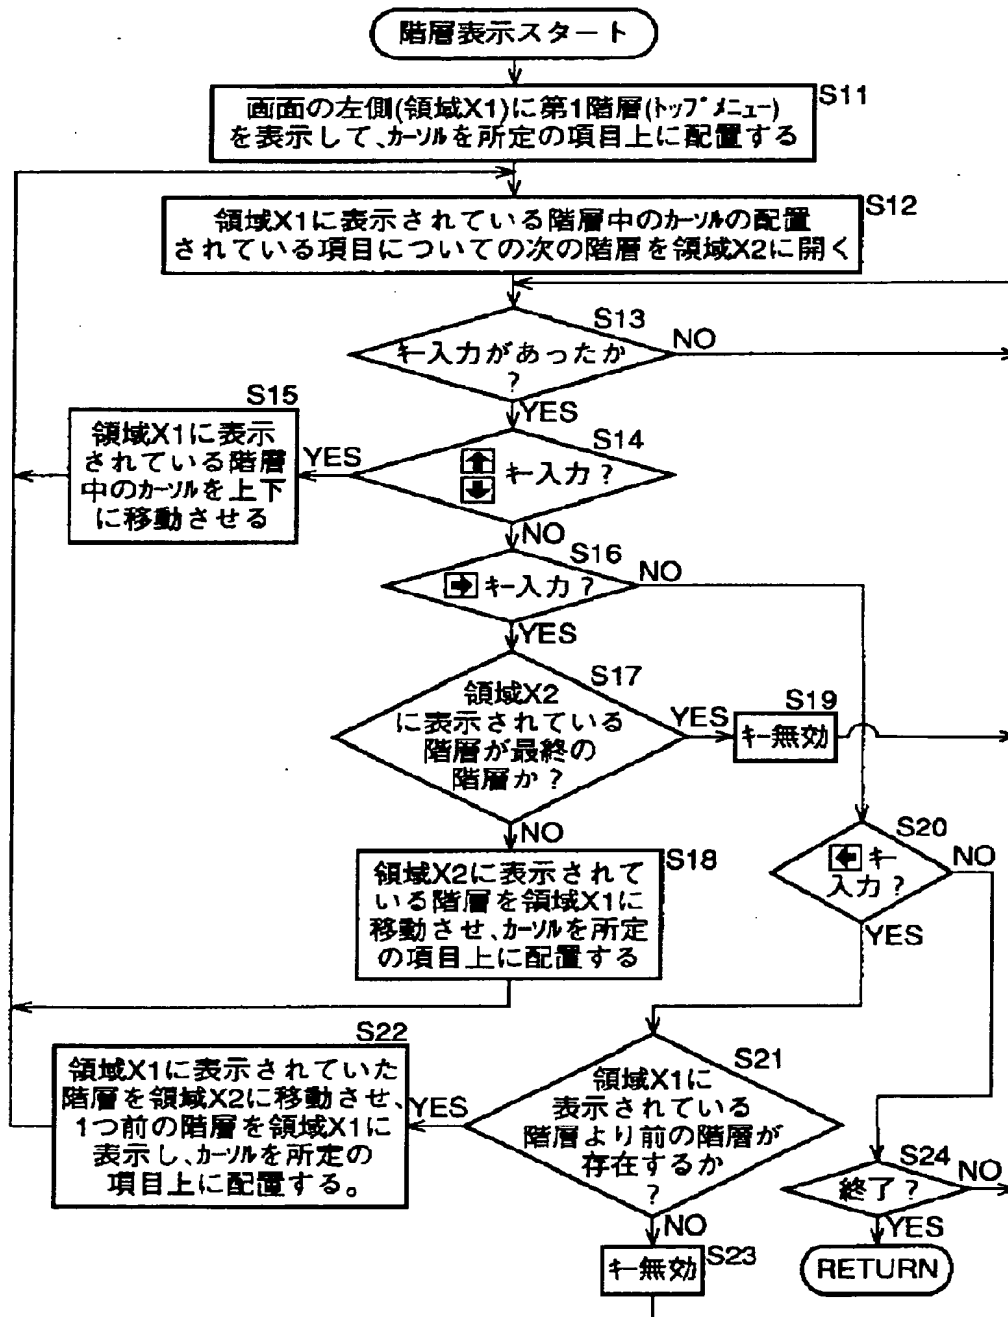 階層表示スタート
S11
画面の左側(領域X1)に第1階層(トップメニュー)
を表示して、カーソルを所定の項目上に配置する
S12
領域X1に表示されている階層中のカーソルの配置
されている項目についての次の階層を領域X2に開く
S13
キー入力があったか
?
NO
YES
S15
領域X1に表示
されている階層
中のカーソルを上下
に移動させる
YES
S14
↑
↓
キー入力?
NO
S16
→キー入力?
NO
YES
S17
領域X2
に表示されている
階層が最終の
階層か?
YES
S19
キー無効
NO
S18
領域X2に表示されて
いる階層を領域X1に
移動させ、カーソルを所定
の項目上に配置する
S20
←キー
入力?
NO
YES
S22
領域X1に表示されていた
階層を領域X2に移動させ、
1つ前の階層を領域X1に
表示し、カーソルを所定の
項目上に配置する。
YES
S21
領域X1に
表示されている
階層より前の階層が
存在するか
?
NO
S23
キー無効
S24
終了?
NO
YES
RETURN